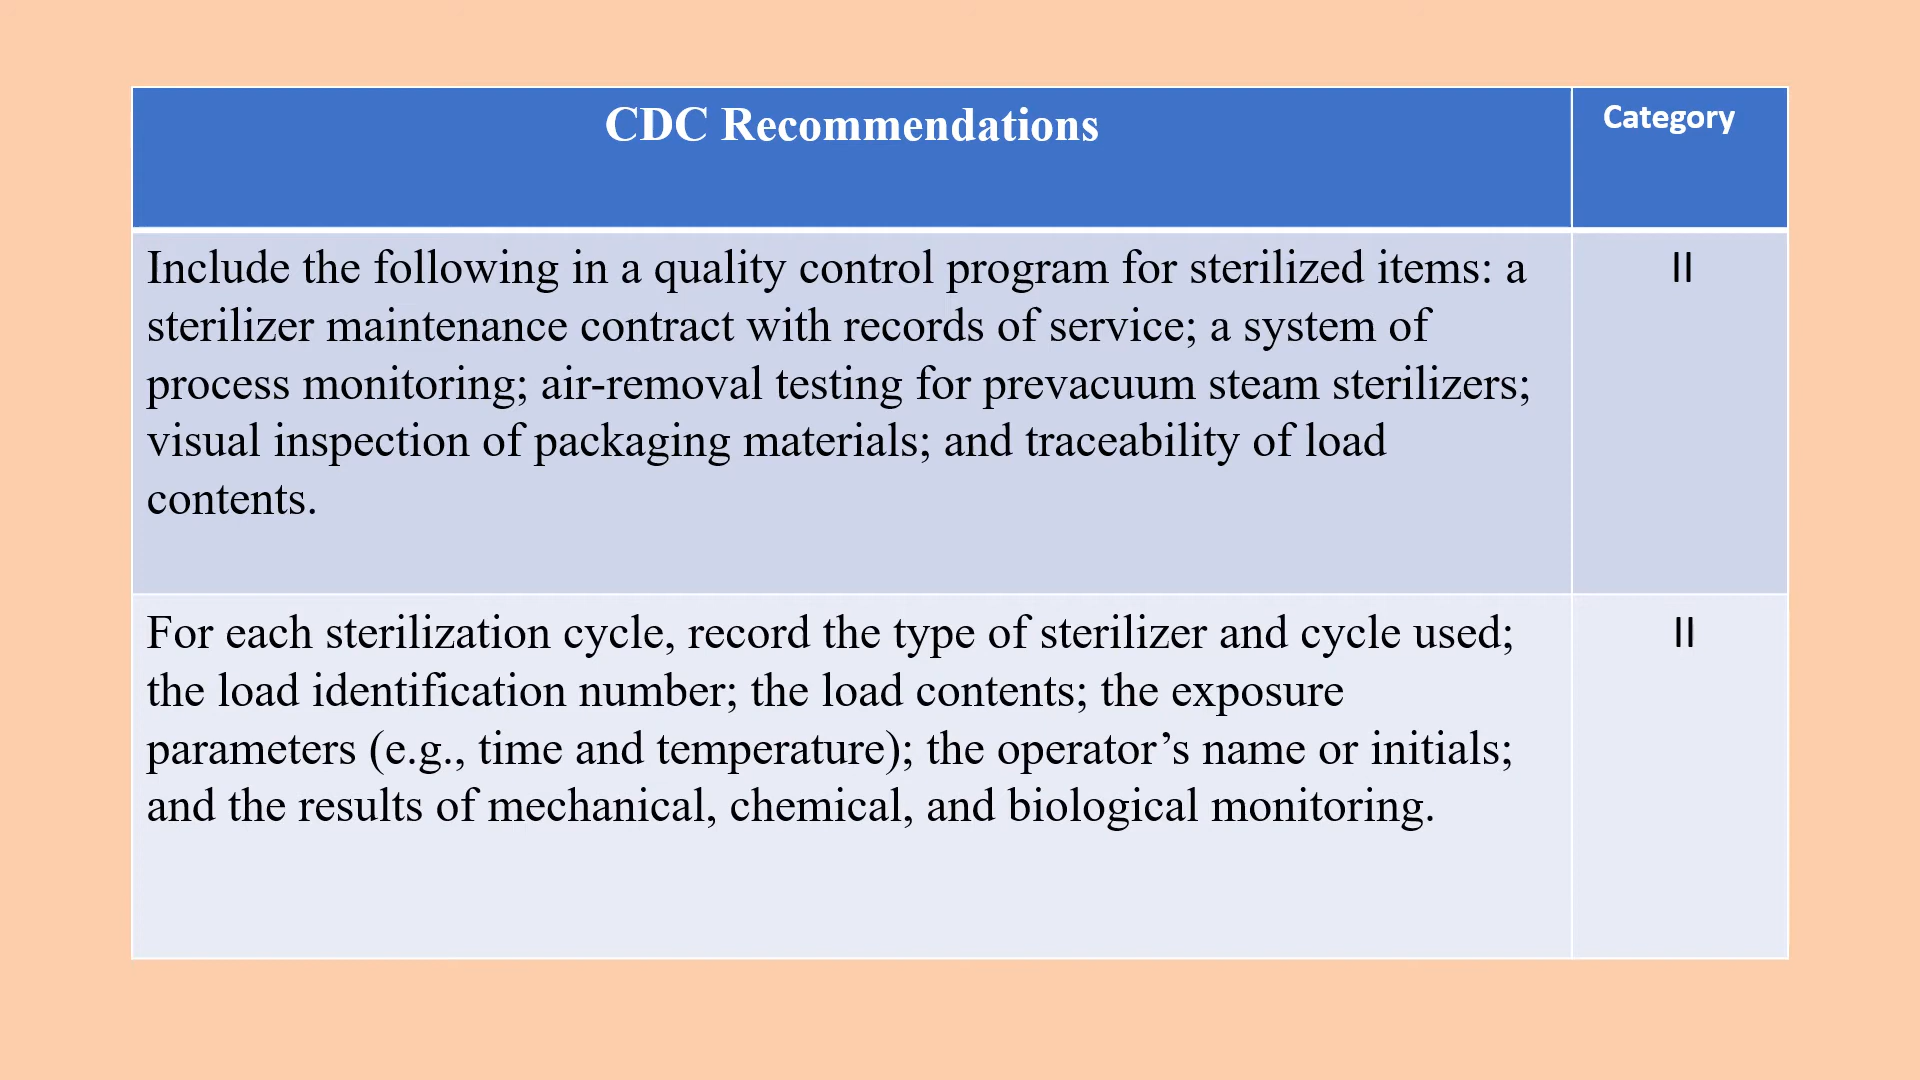 CDC Recommendations
Category
Include the following in a quality control program for sterilized items: a
sterilizer maintenance contract with records of service; a system of
process monitoring; air-removal testing for prevacuum steam sterilizers;
visual inspection of packaging materials; and traceability of load
contents.
II
For each sterilization cycle, record the type of sterilizer and cycle used;
the load identification number; the load contents; the exposure
parameters (e.g., time and temperature); the operator’s name or initials;
and the results of mechanical, chemical, and biological monitoring.
II